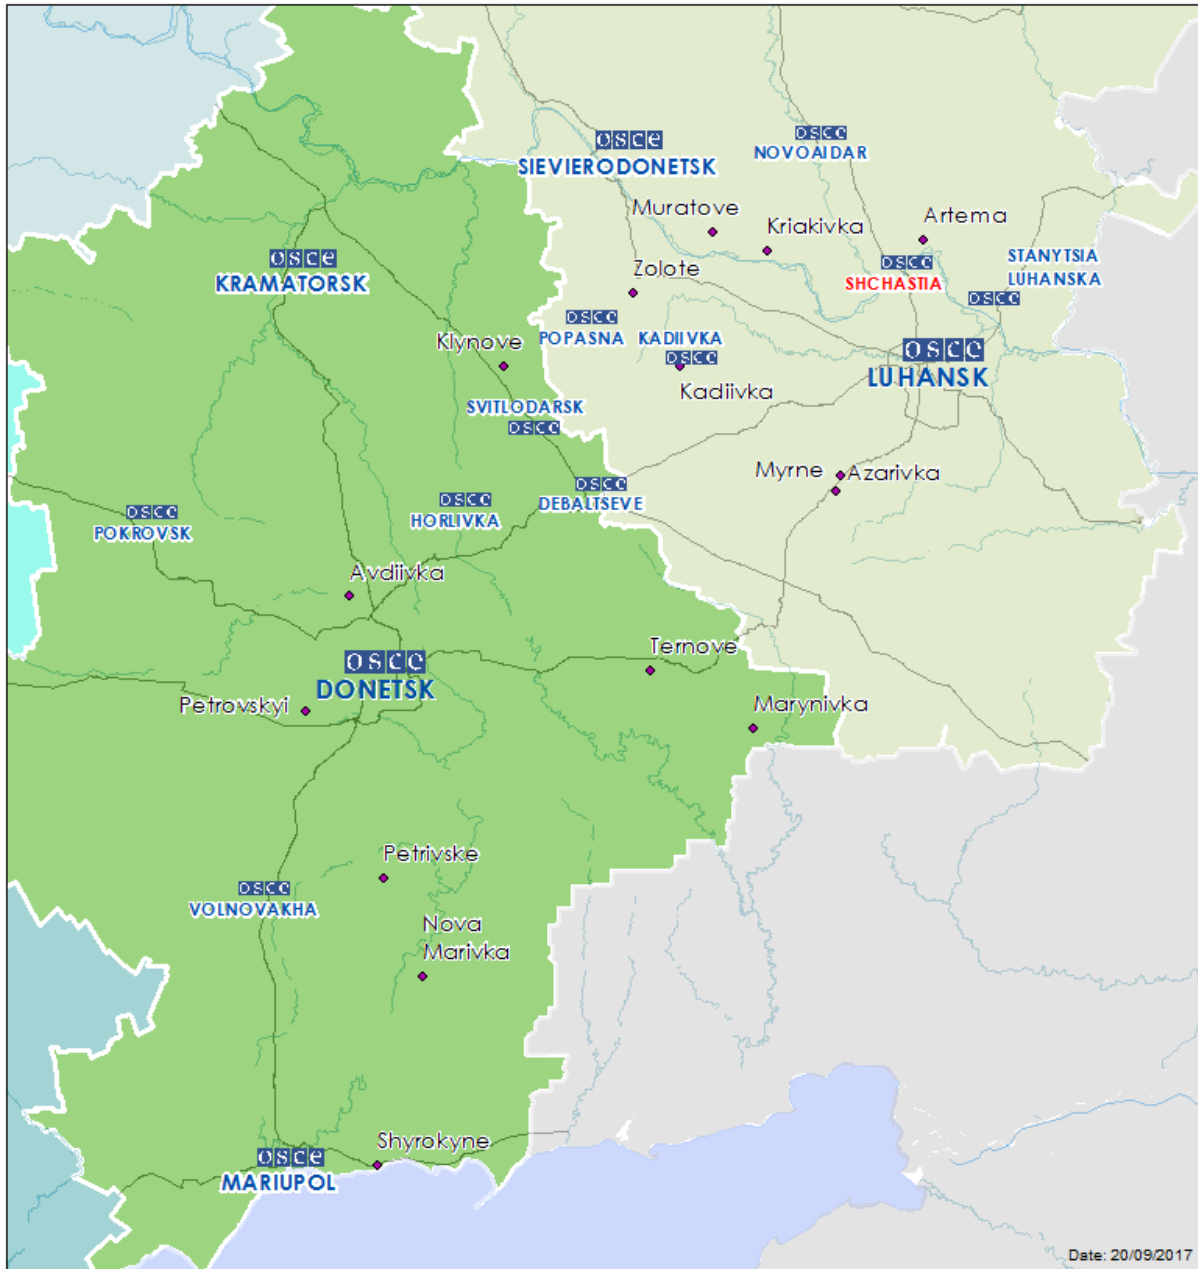 osce
SIEVIERODONETSK
osce
NOVOAIDAR
Muratove
Kriakivka
Artema
osce
KRAMATORSK
Zolote
osce
SHCHASTIA
STANYTSIA
LUHANSKA
osce
osce
POPASNA
KADIIVKA
osce
Kadiivka
osce
LUHANSK
Klynove
SVITLODARSK
osce
Myrne
Azarivka
osce
DEBALTSEVE
osce
HORLIVKA
osce
POKROVSK
Avdiivka
osce
DONETSK
Ternove
Petrovskyi
Marynivka
Petrivske
osce
VOLNOVAKHA
Nova
Marivka
Shyrokyne
osce
MARIUPOL
Date: 20/09/2017